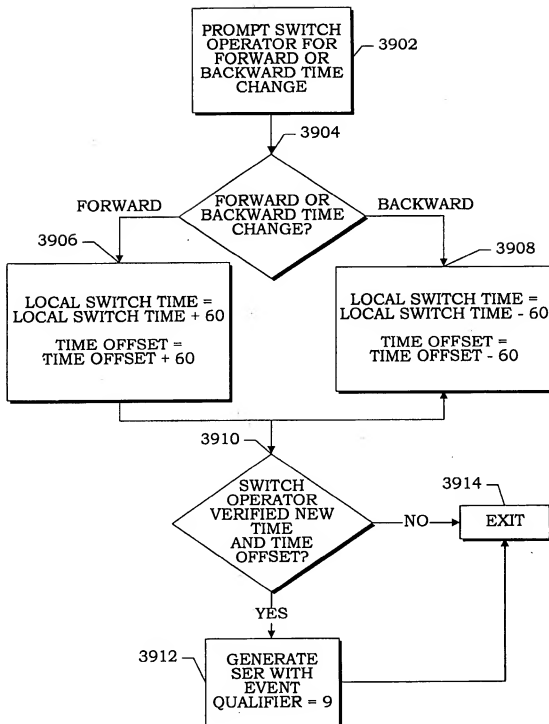 PROMPT SWITCH
OPERATOR FOR
FORWARD OR
BACKWARD TIME
CHANGE
3902
3904
FORWARD OR
BACKWARD TIME
CHANGE?
FORWARD
BACKWARD
3906
LOCAL SWITCH TIME =
LOCAL SWITCH TIME + 60
TIME OFFSET =
TIME OFFSET + 60
3908
LOCAL SWITCH TIME =
LOCAL SWITCH TIME - 60
TIME OFFSET =
TIME OFFSET - 60
3910
SWITCH
OPERATOR
VERIFIED NEW
TIME
AND TIME
OFFSET?
NO
3914
EXIT
YES
3912
GENERATE
SER WITH
EVENT
QUALIFIER = 9